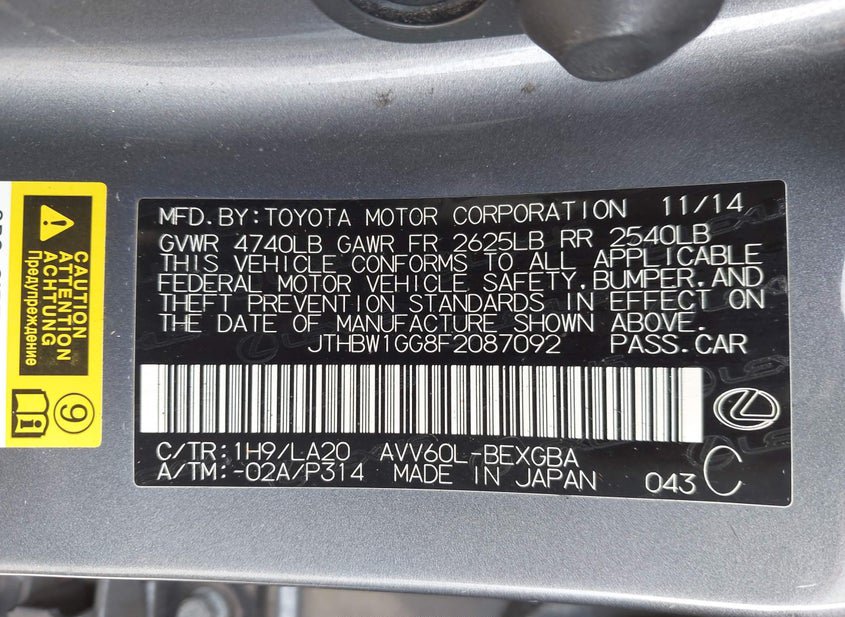 MFD.BY:TOYOTA MOTOR CORPORATION 11/14
GVWR 4740LB GAWR FR 2625LB RR 2540LB
THIS VEHICLE CONFORMS TO ALL APPLICABLE
FEDERAL MOTOR VEHICLE SAFETY, BUMPER, AND
THEFT PREVENTION STANDARDS IN EFFECT ON
THE DATE OF MANUFACTURE SHOWN ABOVE.
JTHBW1GG8F2087092 PASS.CAR
C/TR:1H9/LA20 AVV60L-BEXGBA
A/TM:-02A/P314 MADE IN JAPAN 043 C
CAUTION
ATTENTION
ACHTUNG
Предупреждение
9